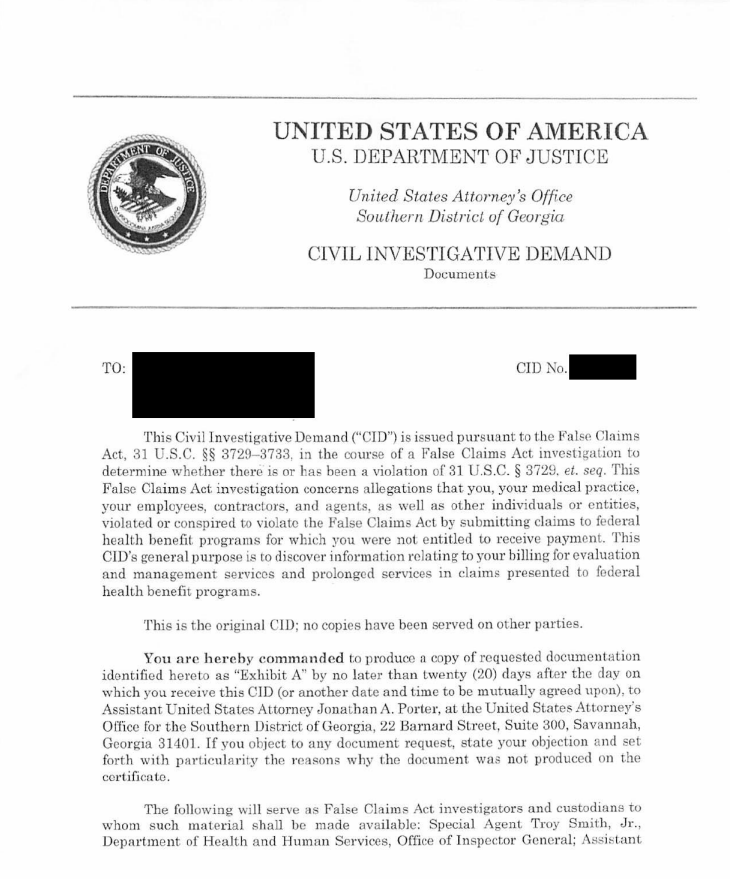 UNITED STATES OF AMERICA
U.S. DEPARTMENT OF JUSTICE
DEPARTMENT OF JUSTICE
United States Attorney's Office
Southern District of Georgia
CIVIL INVESTIGATIVE DEMAND
Documents
TO:
CID No.
This Civil Investigative Demand ("CID") is issued pursuant to the False Claims
Act, 31 U.S.C. §§ 3729–3733, in the course of a False Claims Act investigation to
determine whether there is or has been a violation of 31 U.S.C. § 3729, et. seq. This
False Claims Act investigation concerns allegations that you, your medical practice,
your employees, contractors, and agents, as well as other individuals or entities,
violated or conspired to violate the False Claims Act by submitting claims to federal
health benefit programs for which you were not entitled to receive payment. This
CID's general purpose is to discover information relating to your billing for evaluation
and management services and prolonged services in claims presented to federal
health benefit programs.
This is the original CID; no copies have been served on other parties.
You are hereby commanded to produce a copy of requested documentation
identified hereto as "Exhibit A" by no later than twenty (20) days after the day on
which you receive this CID (or another date and time to be mutually agreed upon), to
Assistant United States Attorney Jonathan A. Porter, at the United States Attorney's
Office for the Southern District of Georgia, 22 Barnard Street, Suite 300, Savannah,
Georgia 31401. If you object to any document request, state your objection and set
forth with particularity the reasons why the document was not produced on the
certificate.
The following will serve as False Claims Act investigators and custodians to
whom such material shall be made available: Special Agent Troy Smith, Jr.,
Department of Health and Human Services, Office of Inspector General; Assistant